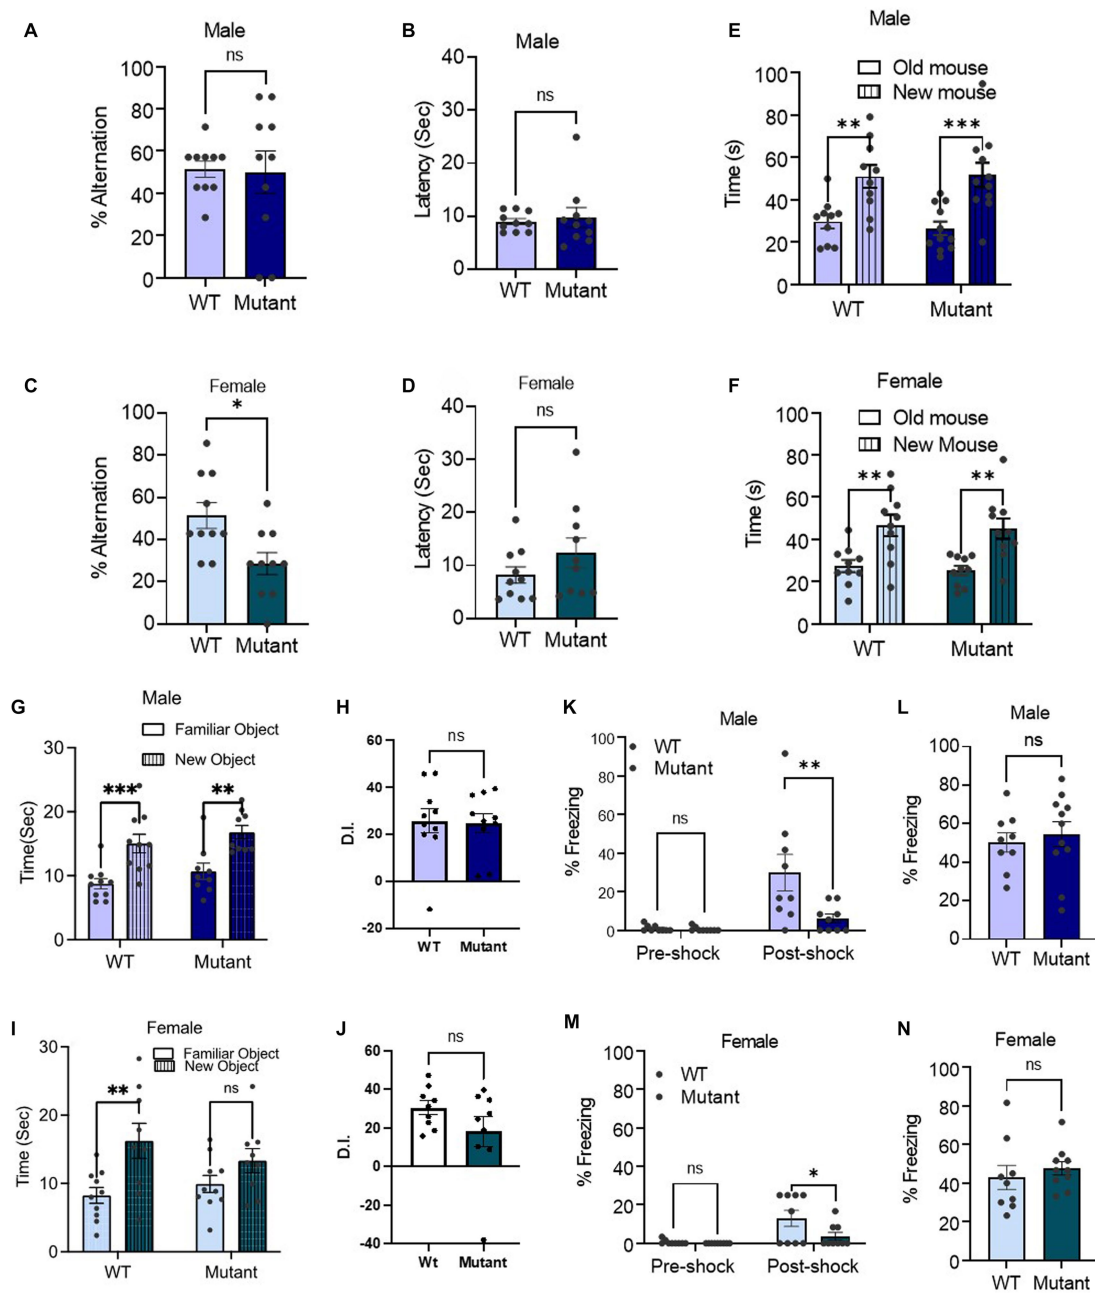 A
Male
ns
% Alternation
100
80
60
40
20
0
WT Mutant
B
Male
ns
Latency (Sec)
40
30
20
10
0
WT Mutant
E
Male
Old mouse
New mouse
** ***
Time (s)
100
80
60
40
20
0
WT Mutant
C
Female
*
% Alternation
100
80
60
40
20
0
WT Mutant
D
Female
ns
Latency (Sec)
40
30
20
10
0
WT Mutant
F
Female
Old mouse
New Mouse
** **
Time (s)
100
80
60
40
20
0
WT Mutant
G
Male
Familiar Object
New Object
*** **
Time(Sec)
30
20
10
0
WT Mutant
H
ns
D.I.
60
40
20
0
-20
WT Mutant
K
Male
WT
Mutant
ns **
% Freezing
100
80
60
40
20
0
Pre-shock Post-shock
L
Male
ns
% Freezing
100
80
60
40
20
0
WT Mutant
I
Female
Familiar Object
New Object
** ns
Time (Sec)
30
20
10
0
WT Mutant
J
ns
D.I.
60
40
20
0
-20
-40
Wt Mutant
M
Female
WT
Mutant
ns *
% Freezing
100
80
60
40
20
0
Pre-shock Post-shock
N
Female
ns
% Freezing
100
80
60
40
20
0
WT Mutant